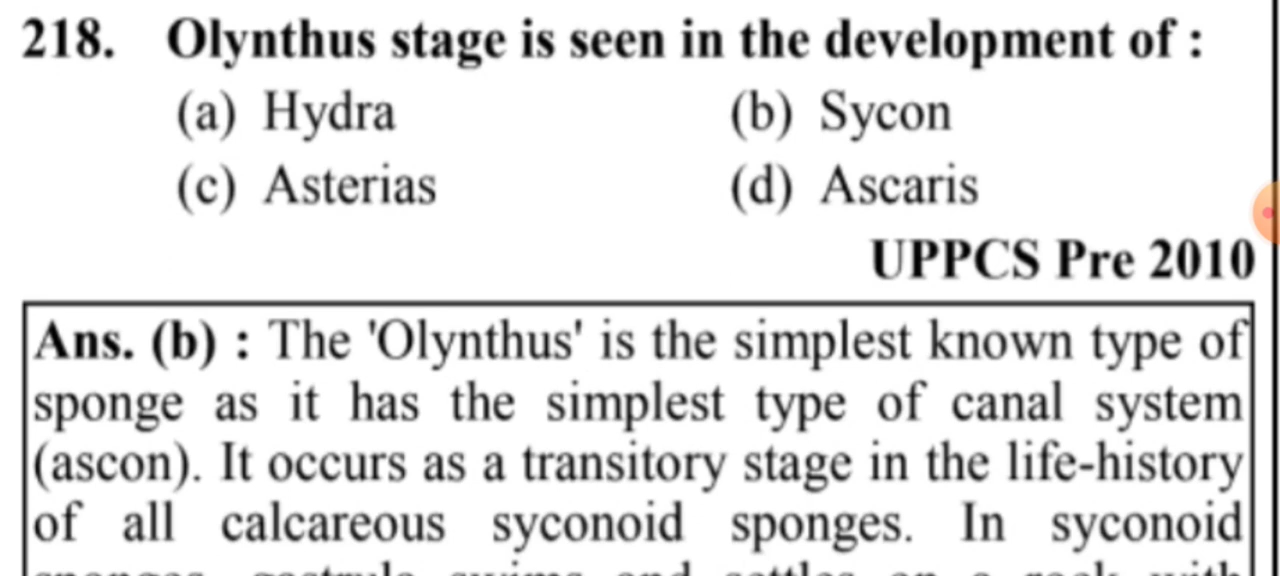 218. Olynthus stage is seen in the development of :
(a) Hydra (b) Sycon
(c) Asterias (d) Ascaris
UPPCS Pre 2010
Ans. (b) : The 'Olynthus' is the simplest known type of
sponge as it has the simplest type of canal system
(ascon). It occurs as a transitory stage in the life-history
of all calcareous syconoid sponges. In syconoid